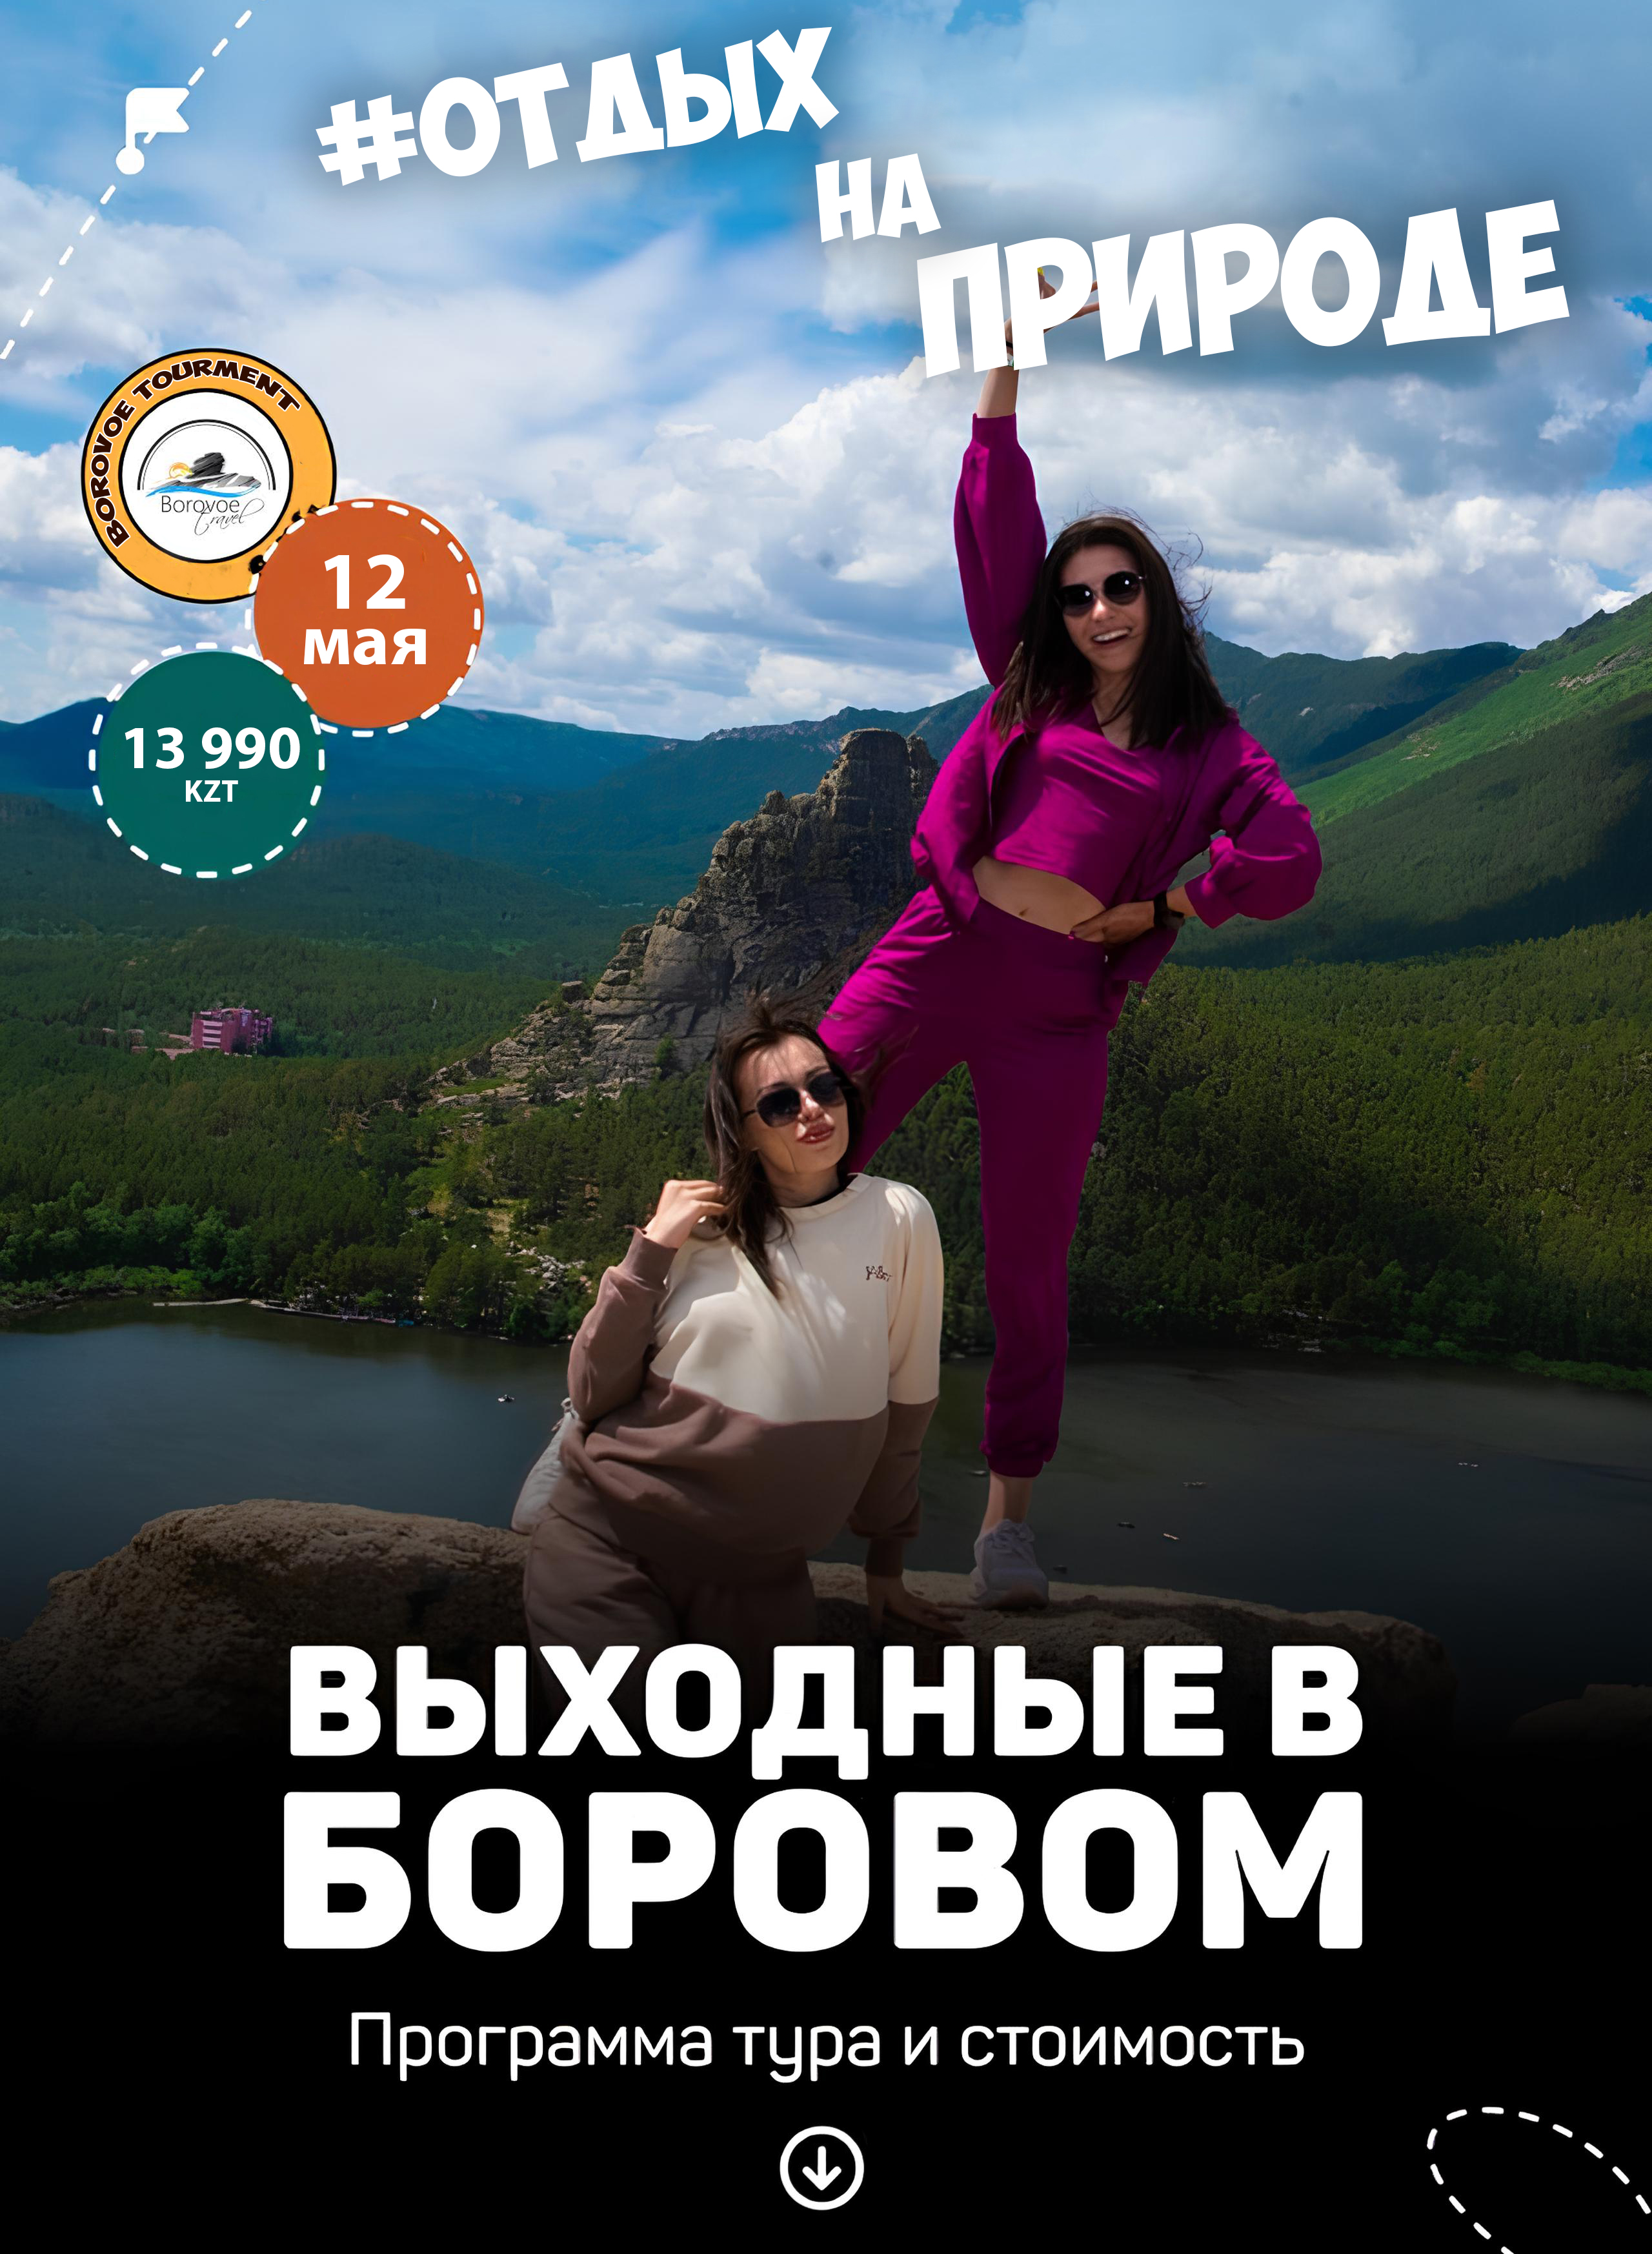 #ОТДЫХ
НА
ПРИРОДЕ
BOROVOE TOURMENT
Borovoe
travel
12
мая
13 990
KZT
ВЫХОДНЫЕ В
БОРОВОМ
Программа тура и стоимость